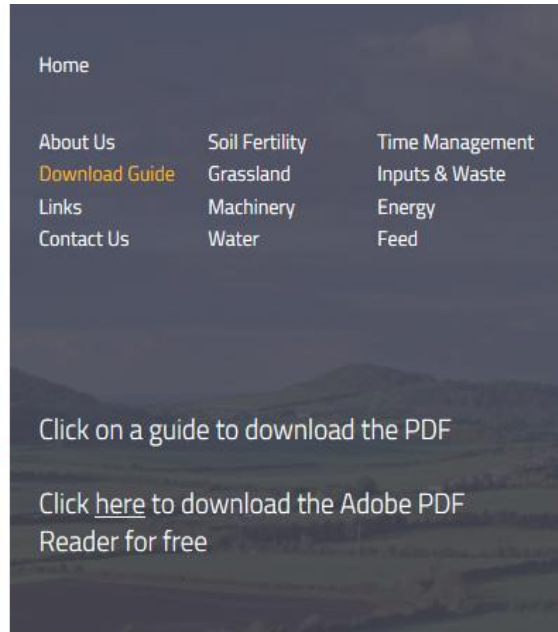 Home
About Us
Download Guide
Links
Contact Us
Soil Fertility
Grassland
Machinery
Water
Time Management
Inputs & Waste
Energy
Feed
Click on a guide to download the PDF
Click here to download the Adobe PDF
Reader for free